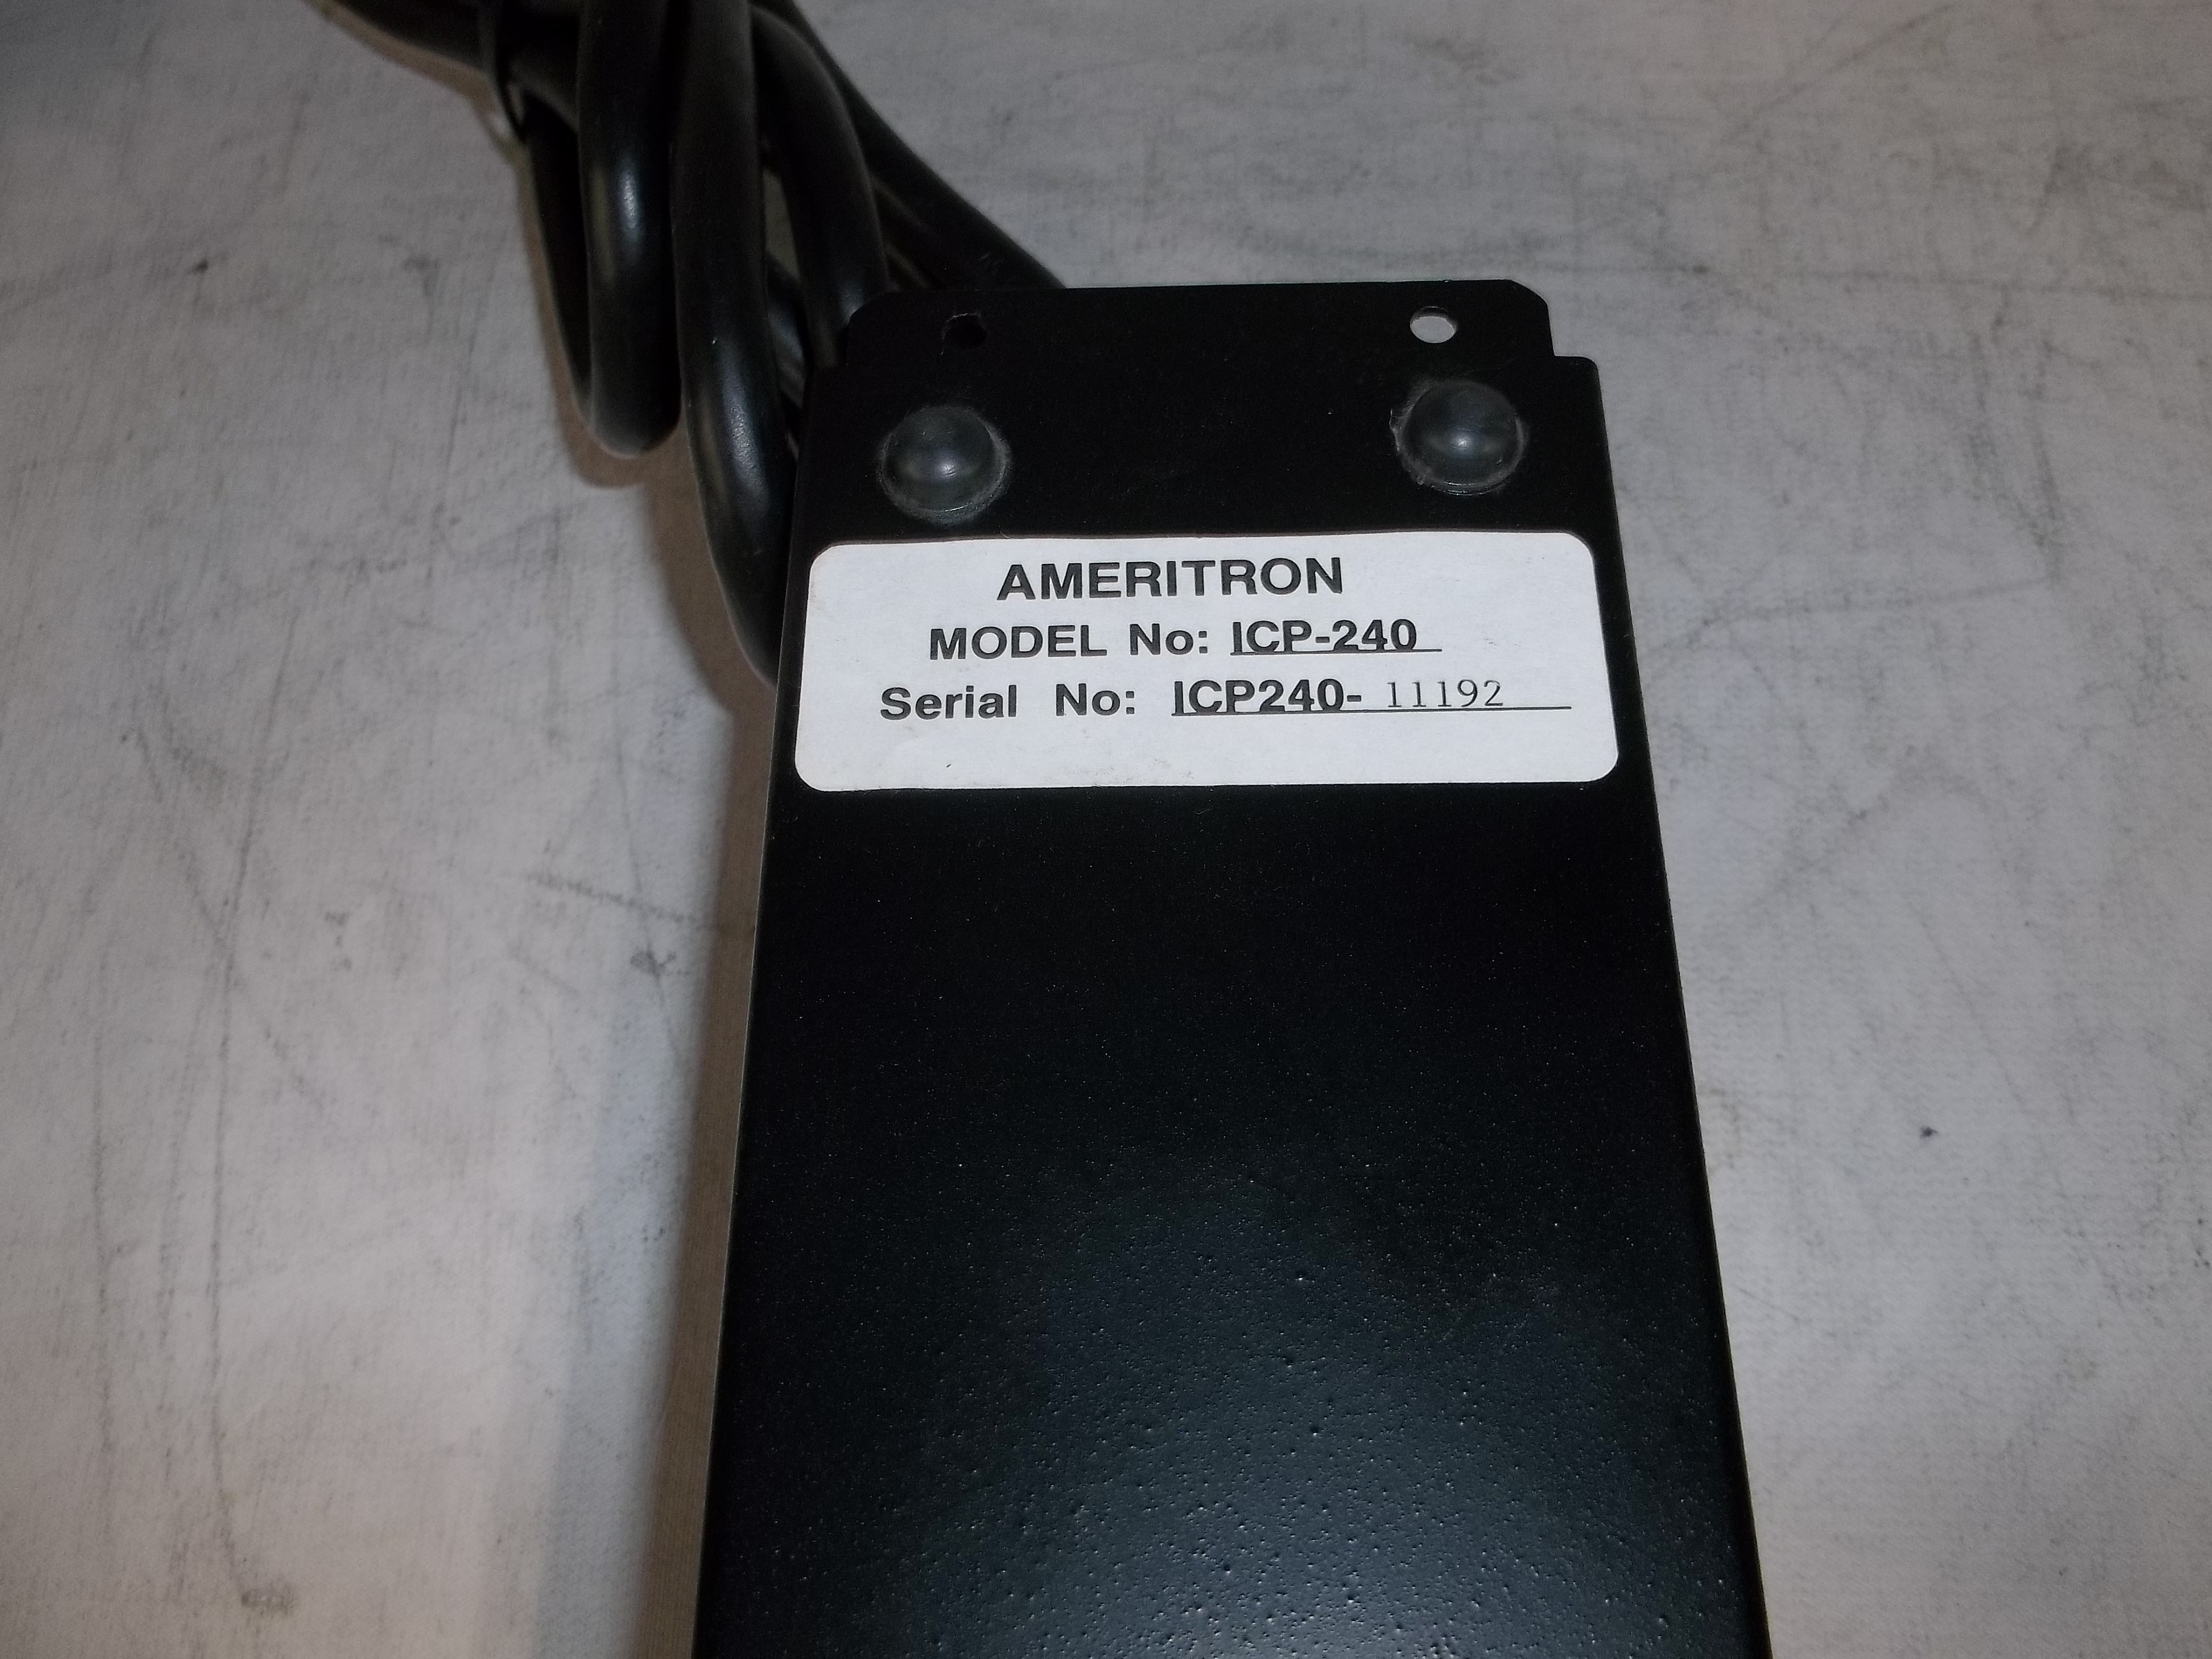 AMERITRON
MODEL No: ICP-240
Serial No: ICP240- 11192